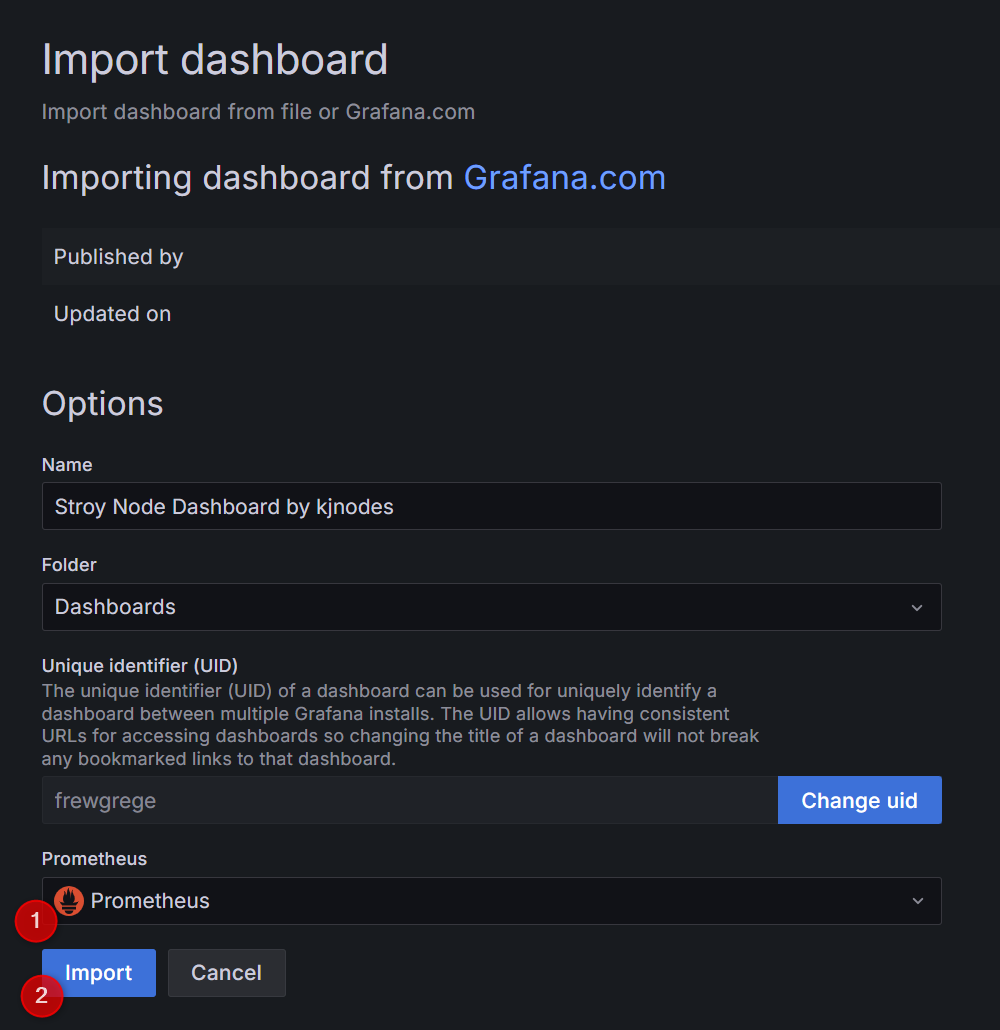 Import dashboard
Import dashboard from file or Grafana.com
Importing dashboard from Grafana.com
Published by
Updated on
Options
Name
Stroy Node Dashboard by kjnodes
Folder
Dashboards
Unique identifier (UID)
The unique identifier (UID) of a dashboard can be used for uniquely identify a
dashboard between multiple Grafana installs. The UID allows having consistent
URLs for accessing dashboards so changing the title of a dashboard will not break
any bookmarked links to that dashboard.
frewgrege Change uid
Prometheus
Prometheus
1
Import Cancel
2